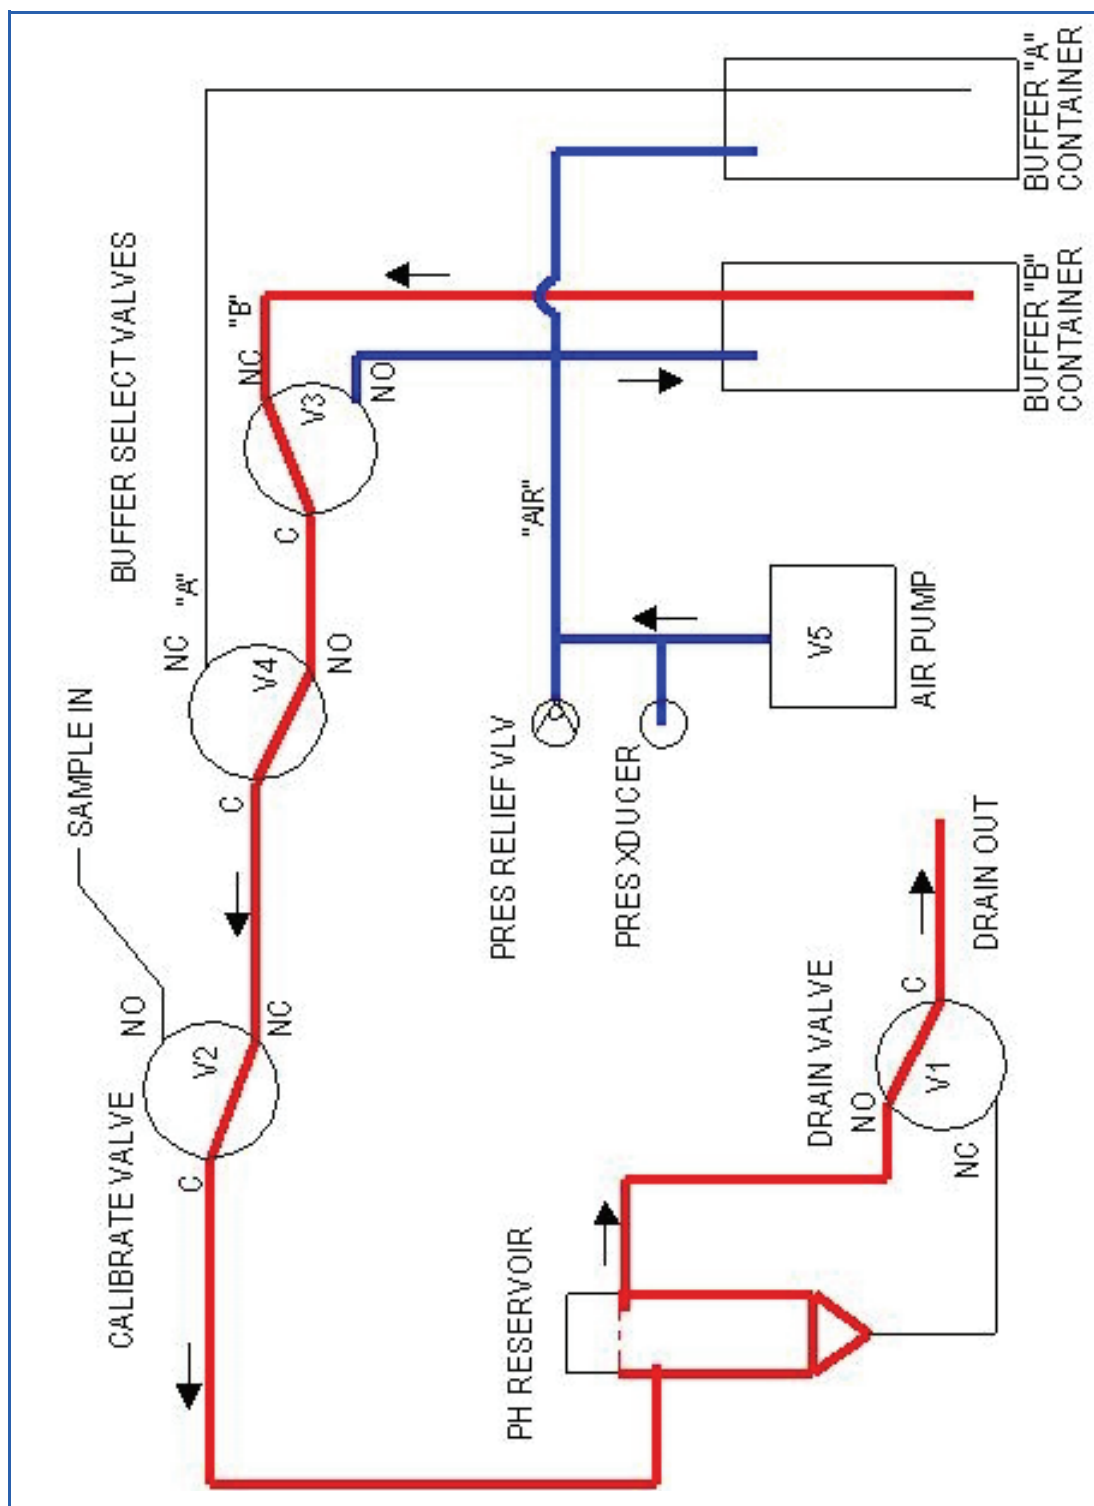 SAMPLE IN
CALIBRATE VALVE
BUFFER SELECT VALVES
NO
NC
"A"
C
V2
C
"B"
NC
V4
NC
C
V3
NO
NO
PRES RELIEF VLV
PH RESERVOIR
"AIR"
PRES XDUCER
DRAIN VALVE
V5
NO
C
AIR PUMP
V1
NC
DRAIN OUT
BUFFER "B"
CONTAINER
BUFFER "A"
CONTAINER